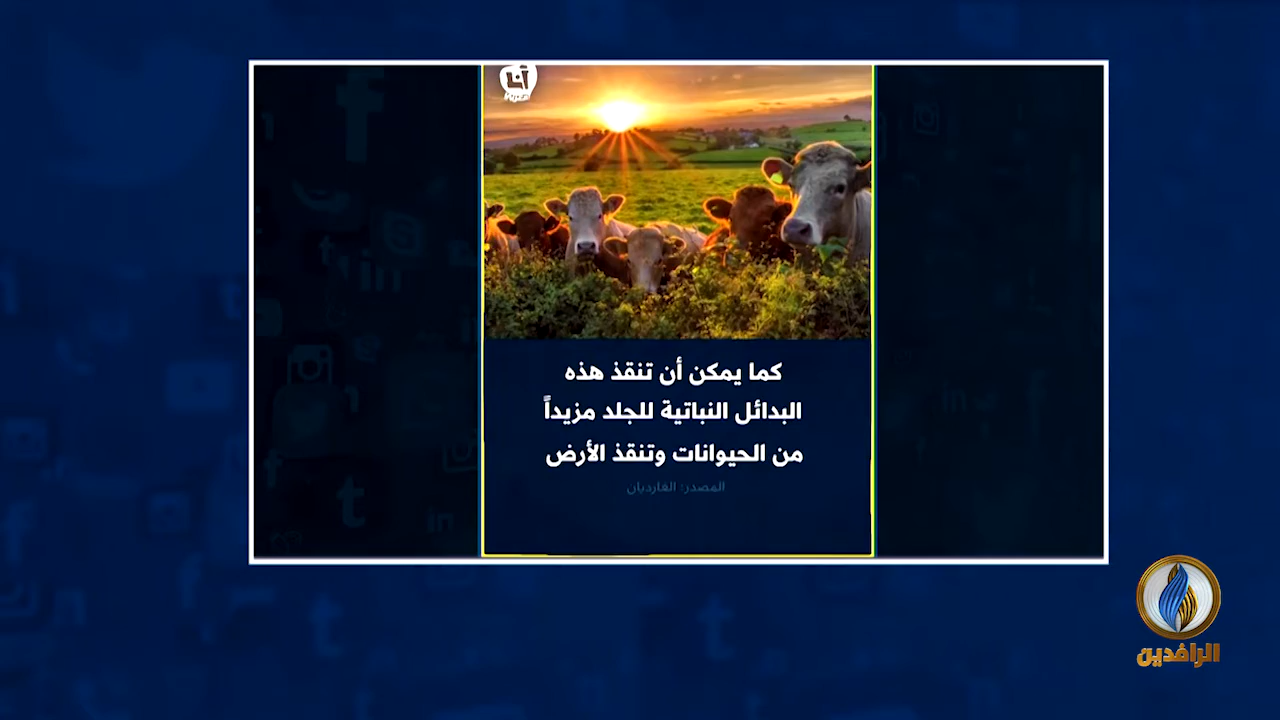 كما يمكن أن تنقذ هذه
البدائل النباتية للجلد مزيداً
من الحيوانات وتنقذ الأرض
المصدر: الغارديان
الرافدين